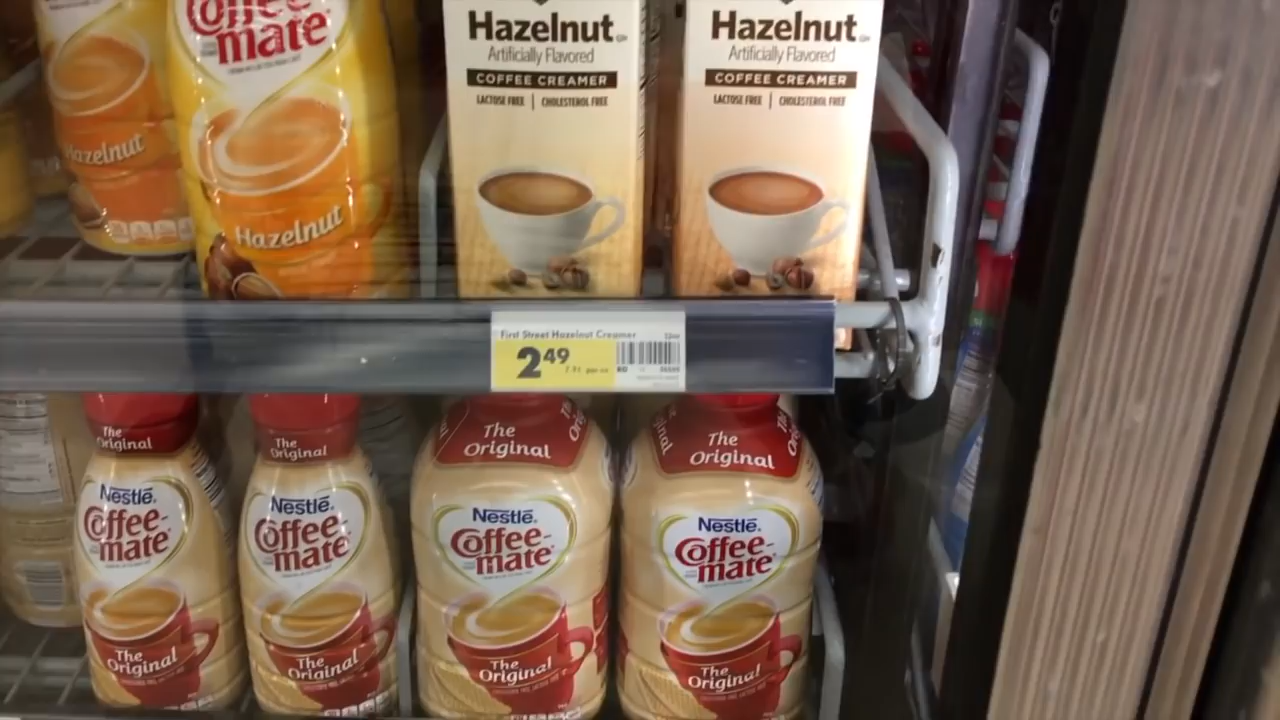 Coffee-
mate
Hazelnut
Hazelnut
Hazelnut
Artificially Flavored
COFFEE CREAMER
LACTOSE FREE | CHOLESTEROL FREE
Hazelnut
Artificially Flavored
COFFEE CREAMER
LACTOSE FREE | CHOLESTEROL FREE
First Street Hazelnut Creamer
2 49
The
Original
Nestlé
Coffee-
mate
The
Original
The
Original
Nestlé
Coffee-
mate
The
Original
The
Original
Nestlé
Coffee-
mate
The
Original
The
Original
Nestlé
Coffee-
mate
The
Original